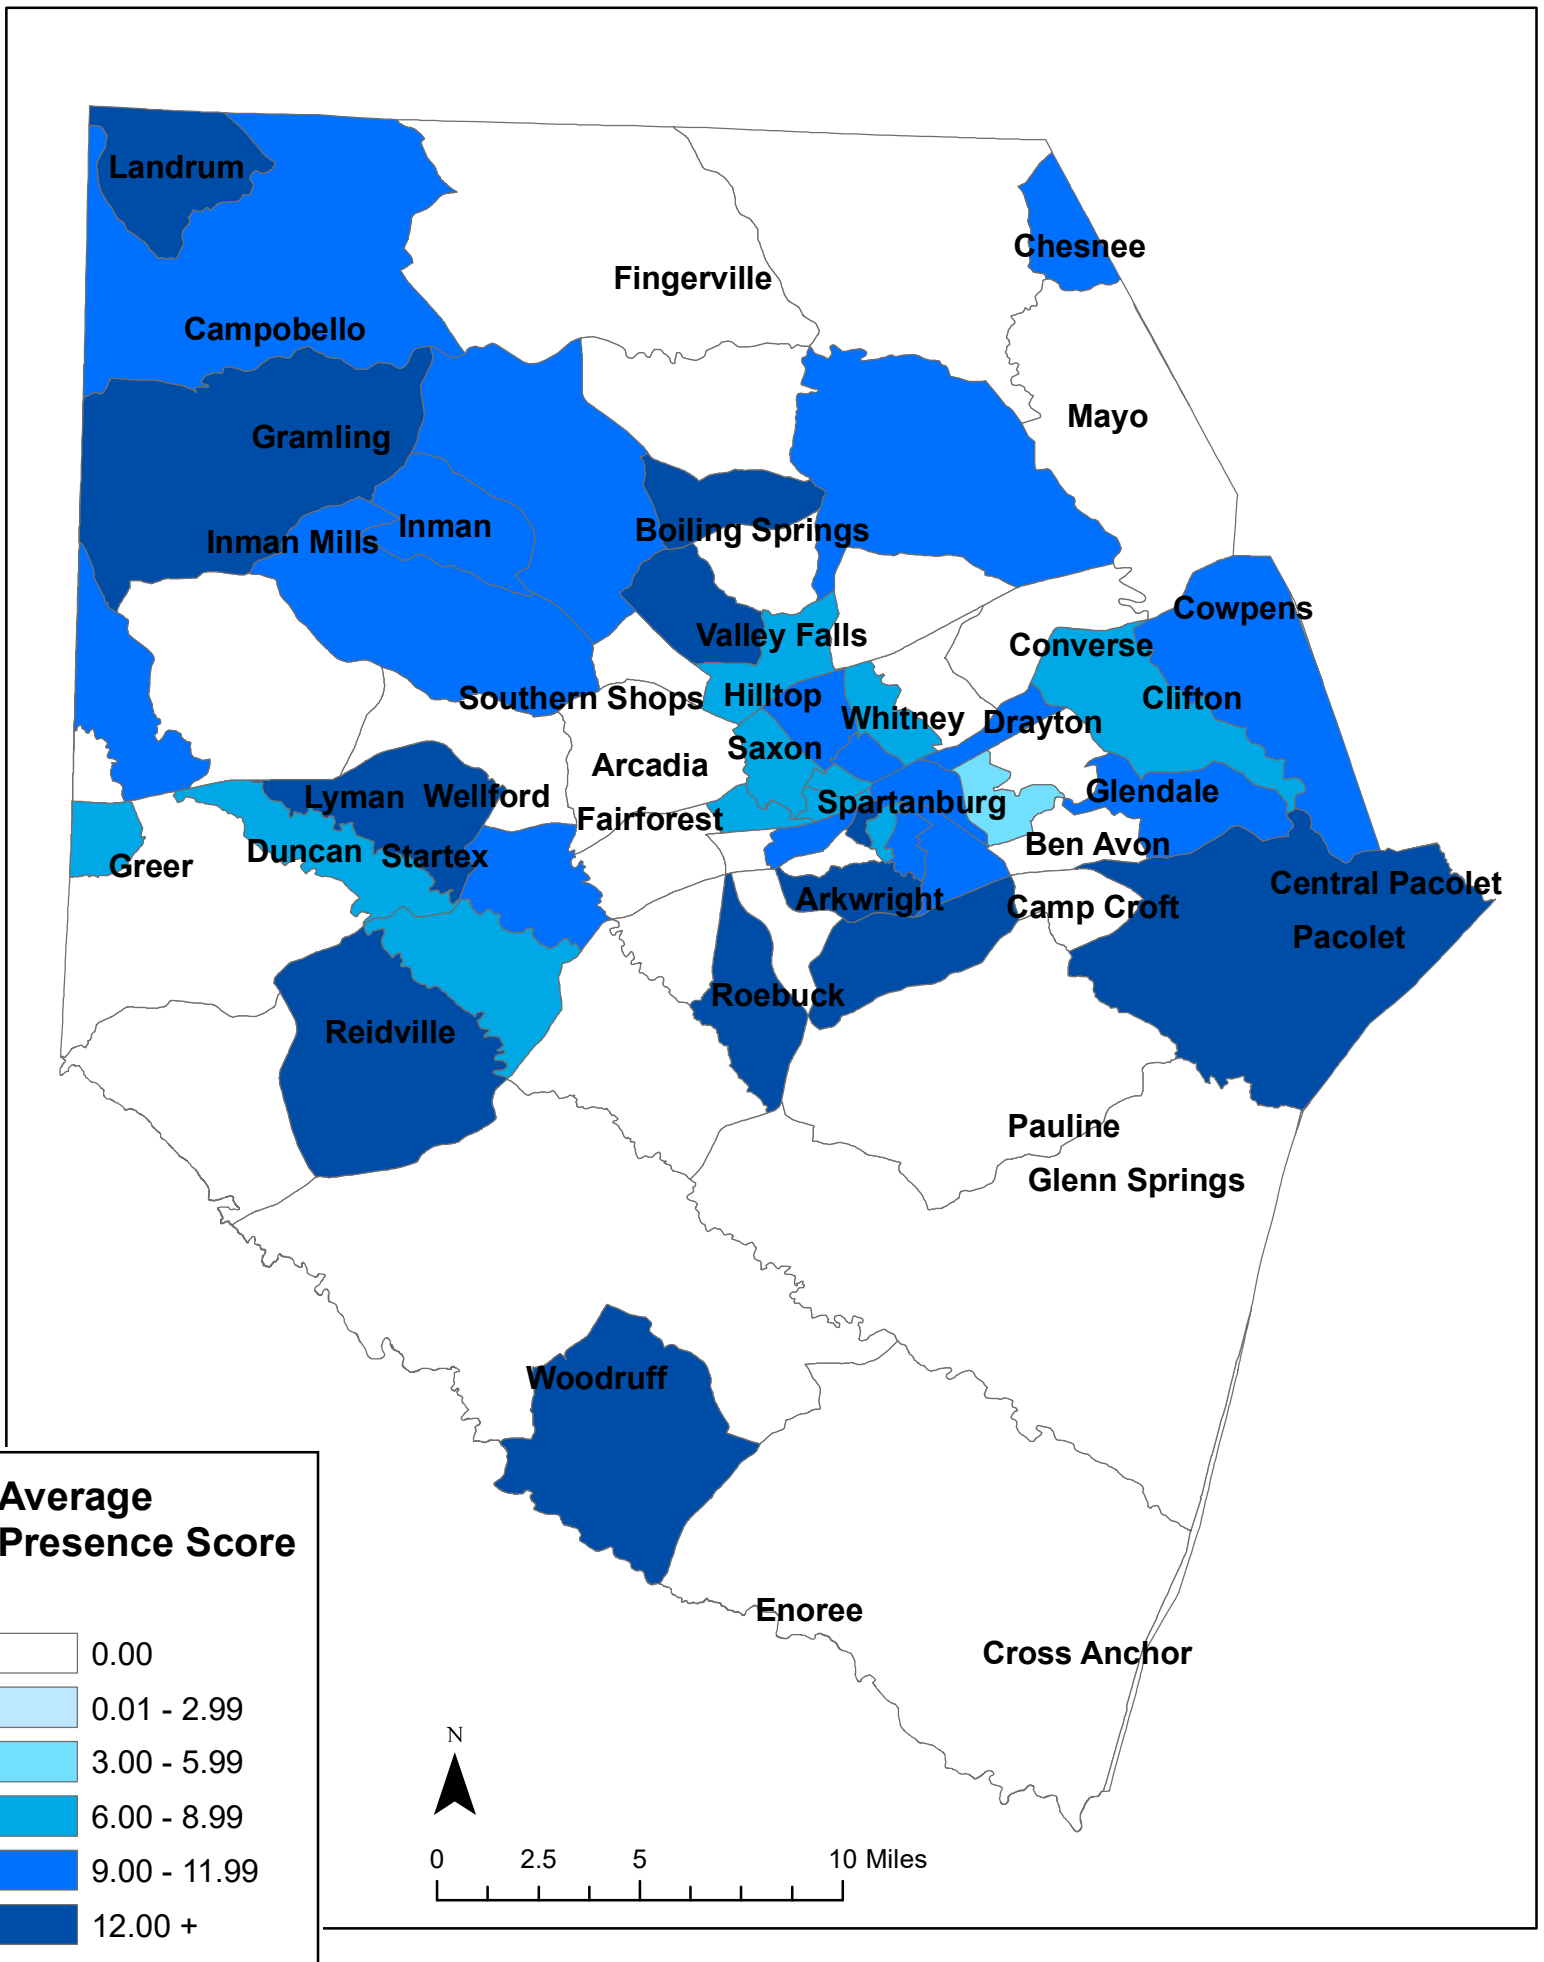 Landrum
Chesnee
Fingerville
Campobello
Mayo
Gramling
Inman
Boiling Springs
Inman Mills
Cowpens
Valley Falls
Converse
Southern Shops
Hilltop
Clifton
Whitney
Drayton
Saxon
Arcadia
Lyman
Wellford
Glendale
Spartanburg
Fairforest
Ben Avon
Duncan
Startex
Greer
Central Pacolet
Arkwright
Camp Croft
Pacolet
Roebuck
Reidville
Pauline
Glenn Springs
Woodruff
Enoree
Cross Anchor
Average
Presence Score
0.00
0.01 - 2.99
3.00 - 5.99
6.00 - 8.99
9.00 - 11.99
12.00 +
N
0 2.5 5 10 Miles